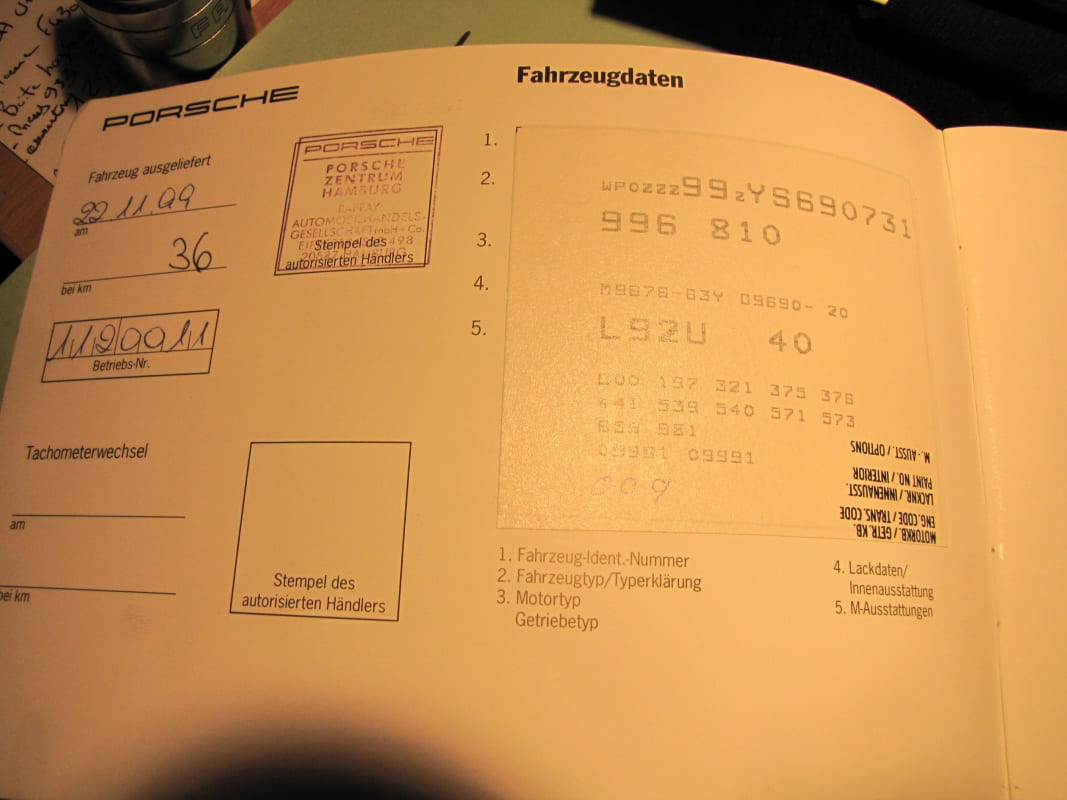 PORSCHE
Fahrzeug ausgeliefert
22 11.99
am
36
bei km
1120011
Betriebs-Nr.
PORSCHE
PORSCHE
ZENTRUM
HAMBURG
AUTOMOBILHANDELS-
GESELLSCHAFT mbH + Co.
Stempel des
autorisierten Händlers
Tachometerwechsel
am
bei km
Stempel des
autorisierten Händlers
Fahrzeugdaten
1.
2.
3.
4.
5.
WP0ZZZ99ZYS690731
996 810
M9676-63Y 09690- 20
L92U 40
197 321 375 376
441 539 540 571 573
659 981
09991 09991
009
M.-AUSST. / OPTIONS
PAINT NO. / INTERIOR
LACKNR. / INNENAUSST.
ENG.CODE / TRANS.CODE
MOTORKB. / GETR. KB.
1. Fahrzeug-Ident.-Nummer
2. Fahrzeugtyp/Typerklärung
3. Motortyp
Getriebetyp
4. Lackdaten/
Innenausstattung
5. M-Ausstattungen